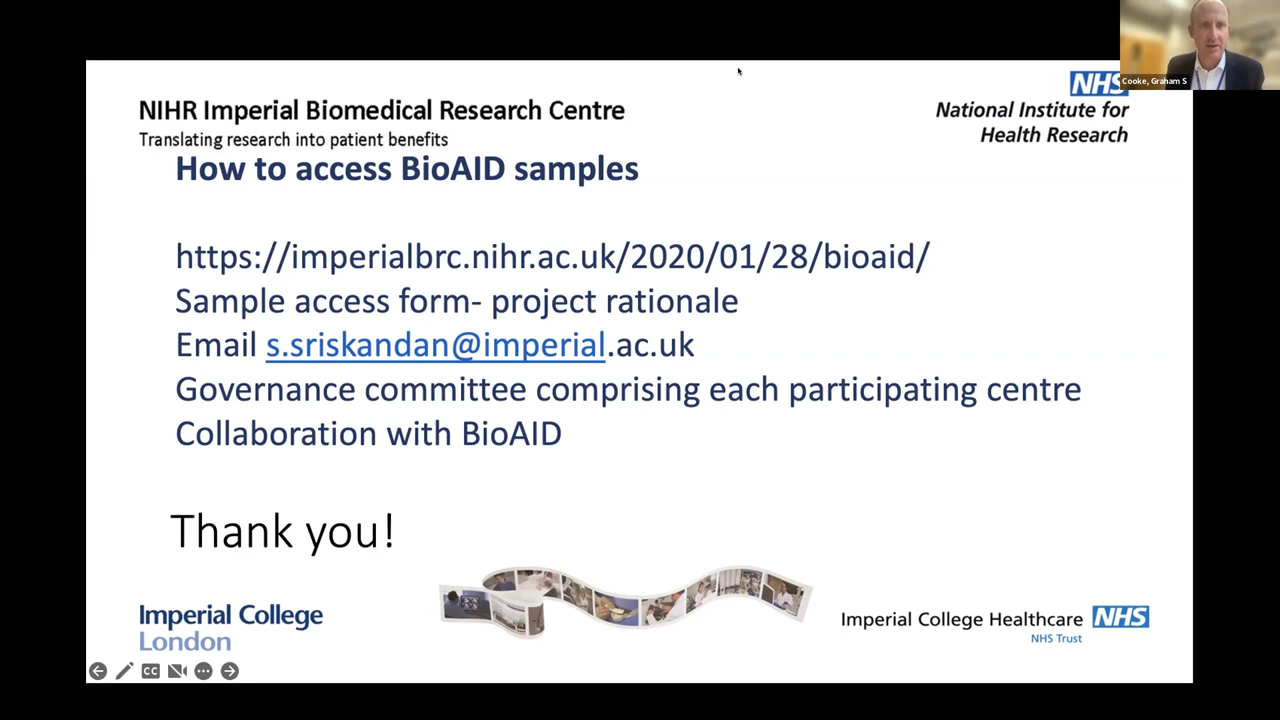 Cooke, Graham S
NHS
NIHR Imperial Biomedical Research Centre
Translating research into patient benefits
National Institute for
Health Research
How to access BioAID samples
https://imperialbrc.nihr.ac.uk/2020/01/28/bioaid/
Sample access form- project rationale
Email s.sriskandan@imperial.ac.uk
Governance committee comprising each participating centre
Collaboration with BioAID
Thank you!
Imperial College
London
Imperial College Healthcare NHS
NHS Trust
CC